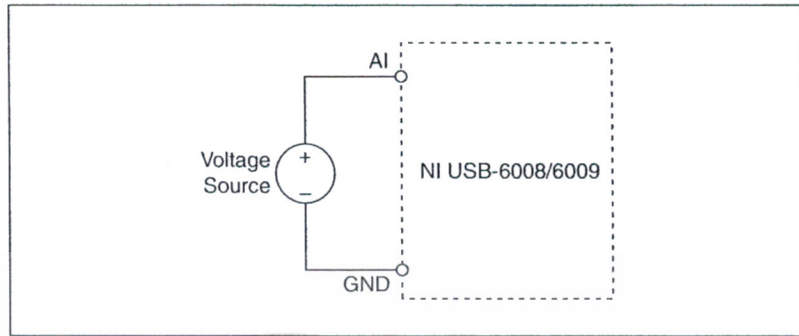 AI
+
Voltage
Source
−
NI USB-6008/6009
GND